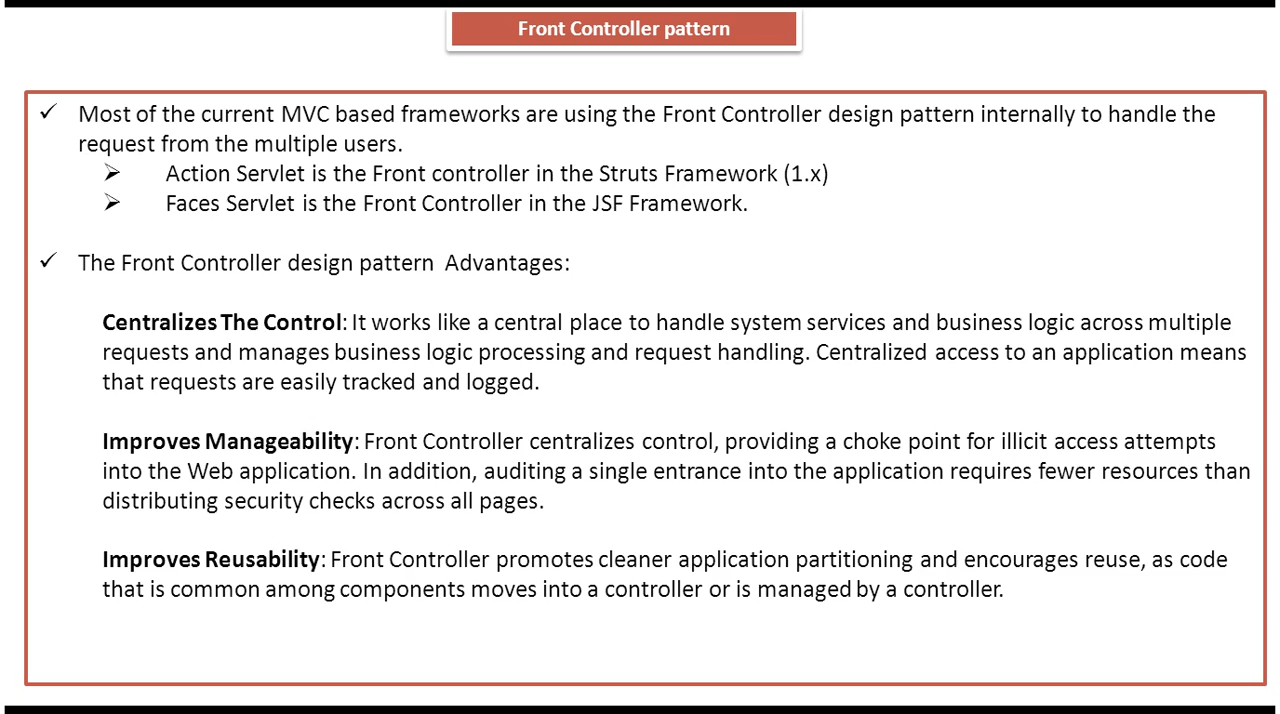 Front Controller pattern
✓ Most of the current MVC based frameworks are using the Front Controller design pattern internally to handle the
request from the multiple users.
➢ Action Servlet is the Front controller in the Struts Framework (1.x)
➢ Faces Servlet is the Front Controller in the JSF Framework.
✓ The Front Controller design pattern Advantages:
Centralizes The Control: It works like a central place to handle system services and business logic across multiple
requests and manages business logic processing and request handling. Centralized access to an application means
that requests are easily tracked and logged.
Improves Manageability: Front Controller centralizes control, providing a choke point for illicit access attempts
into the Web application. In addition, auditing a single entrance into the application requires fewer resources than
distributing security checks across all pages.
Improves Reusability: Front Controller promotes cleaner application partitioning and encourages reuse, as code
that is common among components moves into a controller or is managed by a controller.